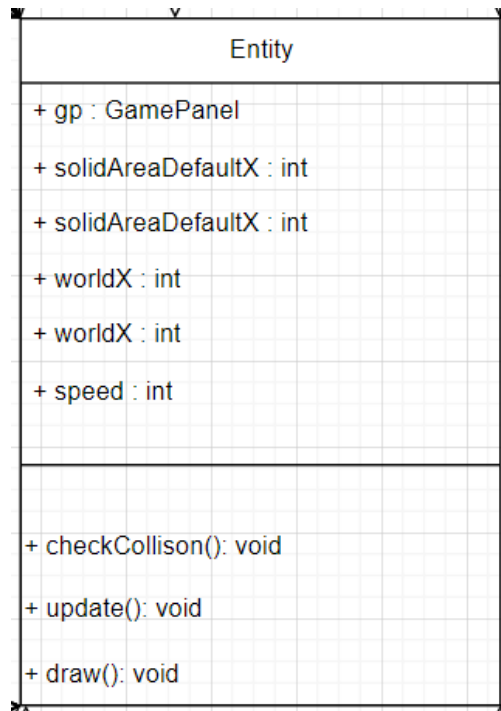 Entity
+ gp : GamePanel
+ solidAreaDefaultX : int
+ solidAreaDefaultX : int
+ worldX : int
+ worldX : int
+ speed : int
+ checkCollison(): void
+ update(): void
+ draw(): void